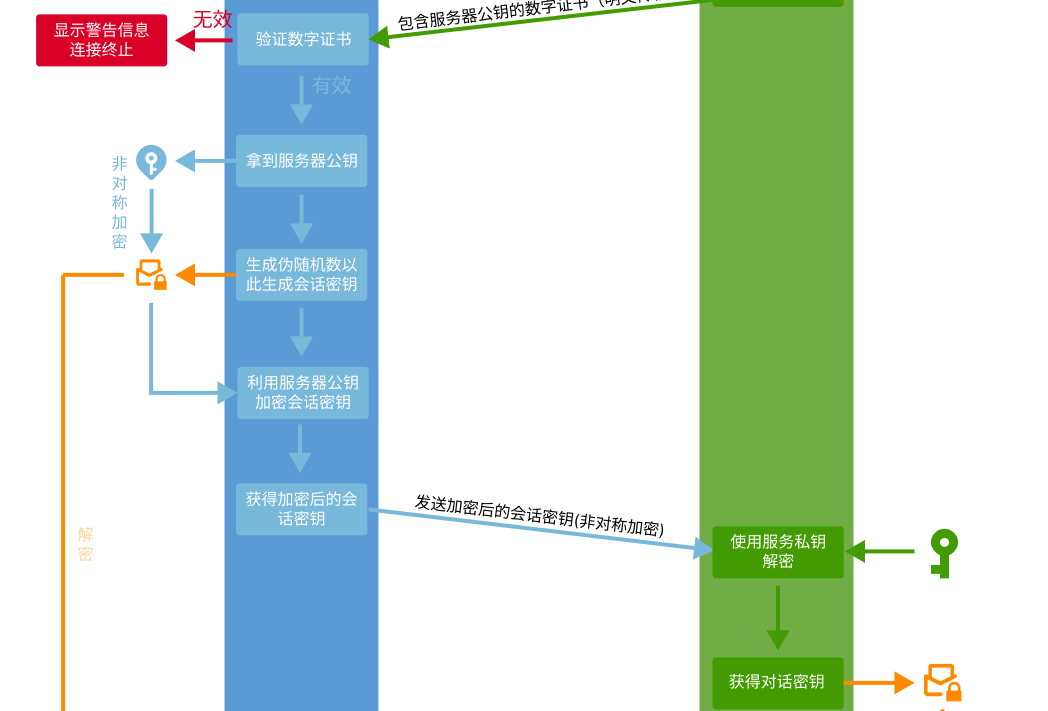 包含服务器公钥的数字证书
无效
显示警告信息
连接终止
验证数字证书
有效
拿到服务器公钥
非
对
称
加
密
生成伪随机数以
此生成会话密钥
利用服务器公钥
加密会话密钥
获得加密后的会
话密钥
发送加密后的会话密钥(非对称加密)
解
密
使用服务私钥
解密
获得对话密钥